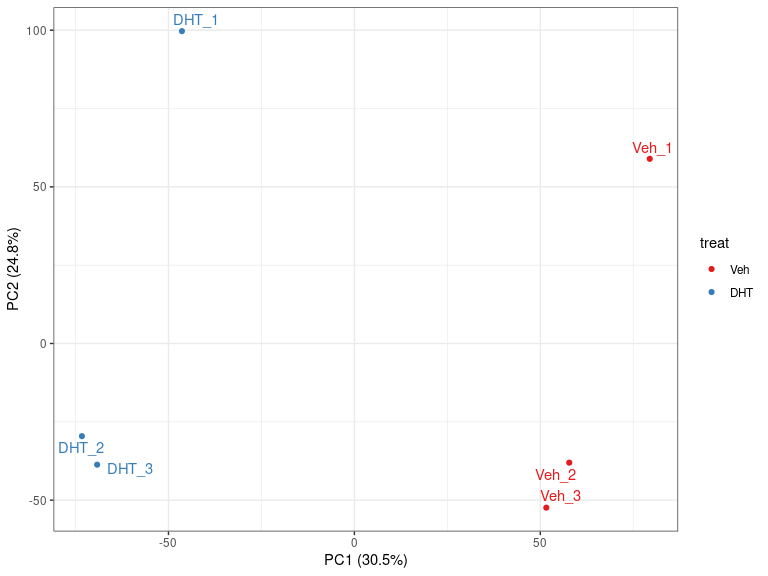 DHT_1
100
Veh_1
50
PC2 (24.8%)
treat
Veh
DHT
0
DHT_2
DHT_3
Veh_2
Veh_3
-50
-50
0
50
PC1 (30.5%)